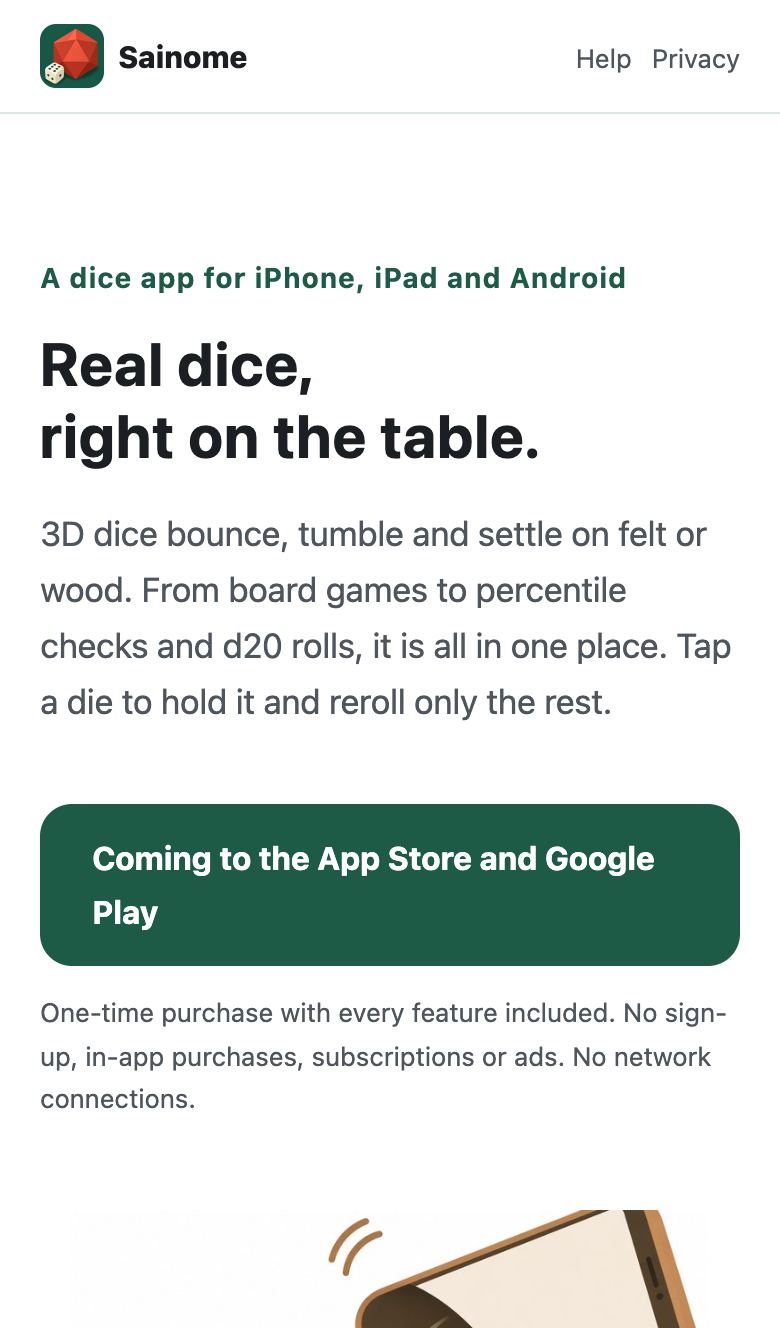 Sainome
Help Privacy
A dice app for iPhone, iPad and Android
Real dice,
right on the table.
3D dice bounce, tumble and settle on felt or
wood. From board games to percentile
checks and d20 rolls, it is all in one place. Tap
a die to hold it and reroll only the rest.
Coming to the App Store and Google
Play
One-time purchase with every feature included. No sign-
up, in-app purchases, subscriptions or ads. No network
connections.